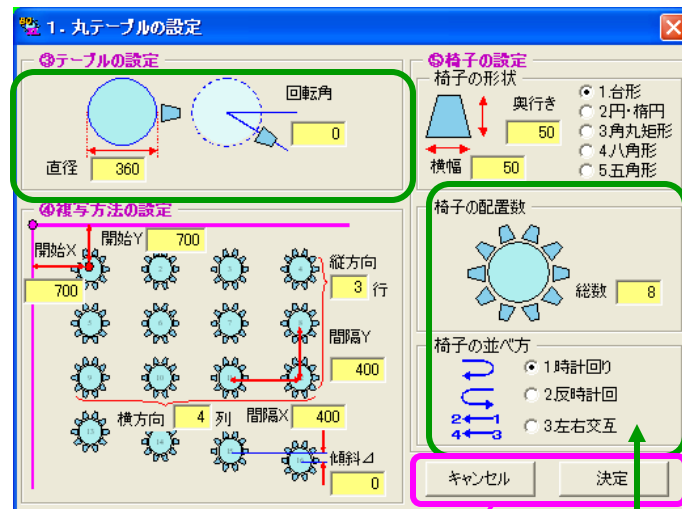 1. 丸テーブルの設定
③テーブルの設定
回転角
0
直径 360
④複写方法の設定
開始X 開始Y 700
700
縦方向
3 行
間隔Y
400
横方向 4 列 間隔X 400
傾斜⊿
0
⑤椅子の設定
椅子の形状
奥行き
50
横幅 50
1.台形
2円・楕円
3角丸矩形
4.八角形
5.五角形
椅子の配置数
総数 8
椅子の並べ方
1時計回り
2.反時計回
3.左右交互
2 1
4 3
キャンセル 決定